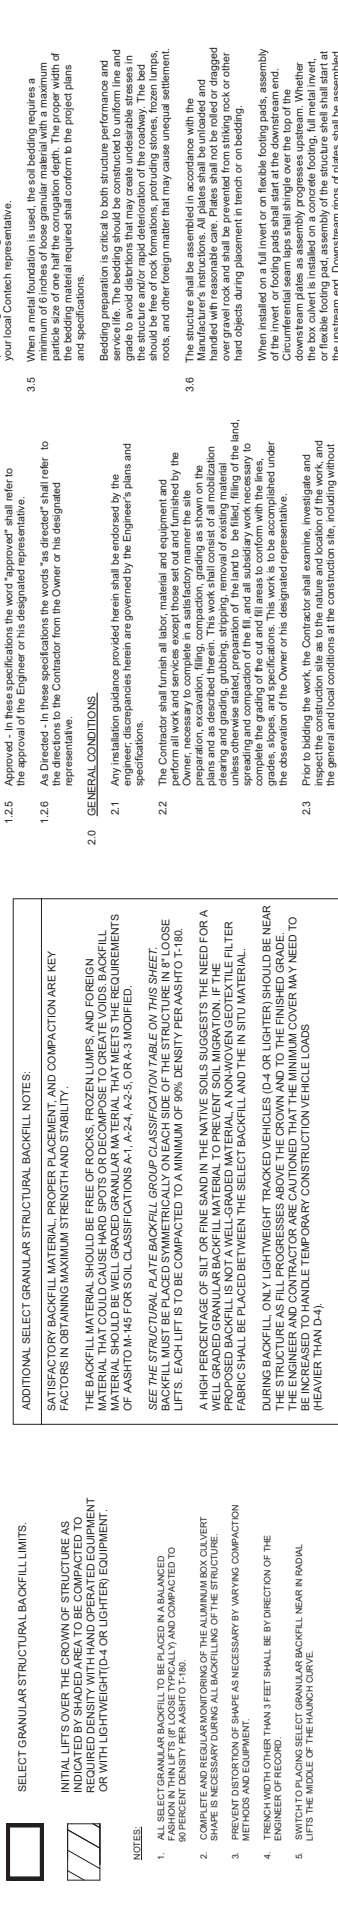 SELECT GRANULAR STRUCTURAL BACKFILL LIMITS.
INITIAL LIFTS OVER THE CROWN OF STRUCTURE AS
INDICATED BY SHADED AREA TO BE COMPACTED TO
REQUIRED DENSITY WITH HAND OPERATED EQUIPMENT
OR WITH LIGHTWEIGHT(D-4 OR LIGHTER) EQUIPMENT.
NOTES:
1. ALL SELECT GRANULAR BACKFILL TO BE PLACED IN A BALANCED
FASHION IN THIN LIFTS (8" LOOSE TYPICALLY) AND COMPACTED TO
90 PERCENT DENSITY PER AASHTO T-180.
2. COMPLETE AND REGULAR MONITORING OF THE ALUMINUM BOX CULVERT
SHAPE IS NECESSARY DURING ALL BACKFILLING OF THE STRUCTURE.
3. PREVENT DISTORTION OF SHAPE AS NECESSARY BY VARYING COMPACTION
METHODS AND EQUIPMENT.
4. TRENCH WIDTH OTHER THAN 3 FEET SHALL BE BY DIRECTION OF THE
ENGINEER OF RECORD.
5. SWITCH TO PLACING SELECT GRANULAR BACKFILL NEAR IN RADIAL
LIFTS THE MIDDLE OF THE HAUNCH CURVE.
ADDITIONAL SELECT GRANULAR STRUCTURAL BACKFILL NOTES:
SATISFACTORY BACKFILL MATERIAL, PROPER PLACEMENT, AND COMPACTION ARE KEY
FACTORS IN OBTAINING MAXIMUM STRENGTH AND STABILITY.
THE BACKFILL MATERIAL SHOULD BE FREE OF ROCKS, FROZEN LUMPS, AND FOREIGN
MATERIAL THAT COULD CAUSE HARD SPOTS OR DECOMPOSE TO CREATE VOIDS. BACKFILL
MATERIAL SHOULD BE WELL GRADED GRANULAR MATERIAL THAT MEETS THE REQUIREMENTS
OF AASHTO M-145 FOR SOIL CLASSIFICATIONS A-1, A-2-4, A-2-5, OR A-3 MODIFIED.
SEE THE STRUCTURAL PLATE BACKFILL GROUP CLASSIFICATION TABLE ON THIS SHEET.
BACKFILL MUST BE PLACED SYMMETRICALLY ON EACH SIDE OF THE STRUCTURE IN 8" LOOSE
LIFTS. EACH LIFT IS TO BE COMPACTED TO A MINIMUM OF 90% DENSITY PER AASHTO T-180.
A HIGH PERCENTAGE OF SILT OR FINE SAND IN THE NATIVE SOILS SUGGESTS THE NEED FOR A
WELL GRADED GRANULAR BACKFILL MATERIAL TO PREVENT SOIL MIGRATION. IF THE
PROPOSED BACKFILL IS NOT A WELL-GRADED MATERIAL, A NON-WOVEN GEOTEXTILE FILTER
FABRIC SHALL BE PLACED BETWEEN THE SELECT BACKFILL AND THE IN SITU MATERIAL.
DURING BACKFILL, ONLY LIGHTWEIGHT TRACKED VEHICLES (D-4 OR LIGHTER) SHOULD BE NEAR
THE STRUCTURE AS FILL PROGRESSES ABOVE THE CROWN AND TO THE FINISHED GRADE.
THE ENGINEER AND CONTRACTOR ARE CAUTIONED THAT THE MINIMUM COVER MAY NEED TO
BE INCREASED TO HANDLE TEMPORARY CONSTRUCTION VEHICLE LOADS
(HEAVIER THAN D-4).
1.2.5 Approved - In these specifications the word "approved" shall refer to
the approval of the Engineer or his designated representative.
1.2.6 As Directed - In these specifications the words "as directed" shall refer to
the directions to the Contractor from the Owner or his designated
representative.
2.0 GENERAL CONDITIONS
2.1 Any installation guidance provided herein shall be endorsed by the
engineer; discrepancies herein are governed by the Engineer's plans and
specifications.
2.2 The Contractor shall furnish all labor, material and equipment and
perform all work and services except those set out and furnished by the
Owner, necessary to complete in a satisfactory manner the site
preparation, excavation, filling, compaction, grading as shown on the
plans and as described therein. This work shall consist of all mobilization
clearing and grading, grubbing, stripping, removal of existing material
unless otherwise stated, preparation of the land to be filled, filling of the land,
spreading and compaction of the fill, and all subsidiary work necessary to
complete the grading of the cut and fill areas to conform with the lines,
grades, slopes, and specifications. This work is to be accomplished under
the observation of the Owner or his designated representative.
2.3 Prior to bidding the work, the Contractor shall examine, investigate and
inspect the construction site as to the nature and location of the work, and
the general and local conditions at the construction site, including without
your local Contech representative.
3.5 When a metal foundation is used, the soil bedding requires a
minimum of 6 inches of loose granular material with a maximum
particle size of one half the corrugation depth. The proper width of
the bedding material required shall conform to the project plans
and specifications.
Bedding preparation is critical to both structure performance and
service life. The bedding should be constructed to uniform line and
grade to avoid distortions that may create undesirable stresses in
the structure and/or rapid deterioration of the roadway. The bed
should be free of rock formations, protruding stones, frozen lumps,
roots, and other foreign matter that may cause unequal settlement.
3.6 The structure shall be assembled in accordance with the
Manufacturer's instructions. All plates shall be unloaded and
handled with reasonable care. Plates shall not be rolled or dragged
over gravel rock and shall be prevented from striking rock or other
hard objects during placement in trench or on bedding.
When installed on a full invert or on flexible footing pads, assembly
of the invert or footing pads shall start at the downstream end.
Circumferential seam laps shall shingle over the top of the
downstream plates as assembly progresses upstream. Whether
the box culvert is installed on a concrete footing, full metal invert,
or flexible footing pad, assembly of the structure shall start at
the upstream end. Downstream rings of plates shall be assembled